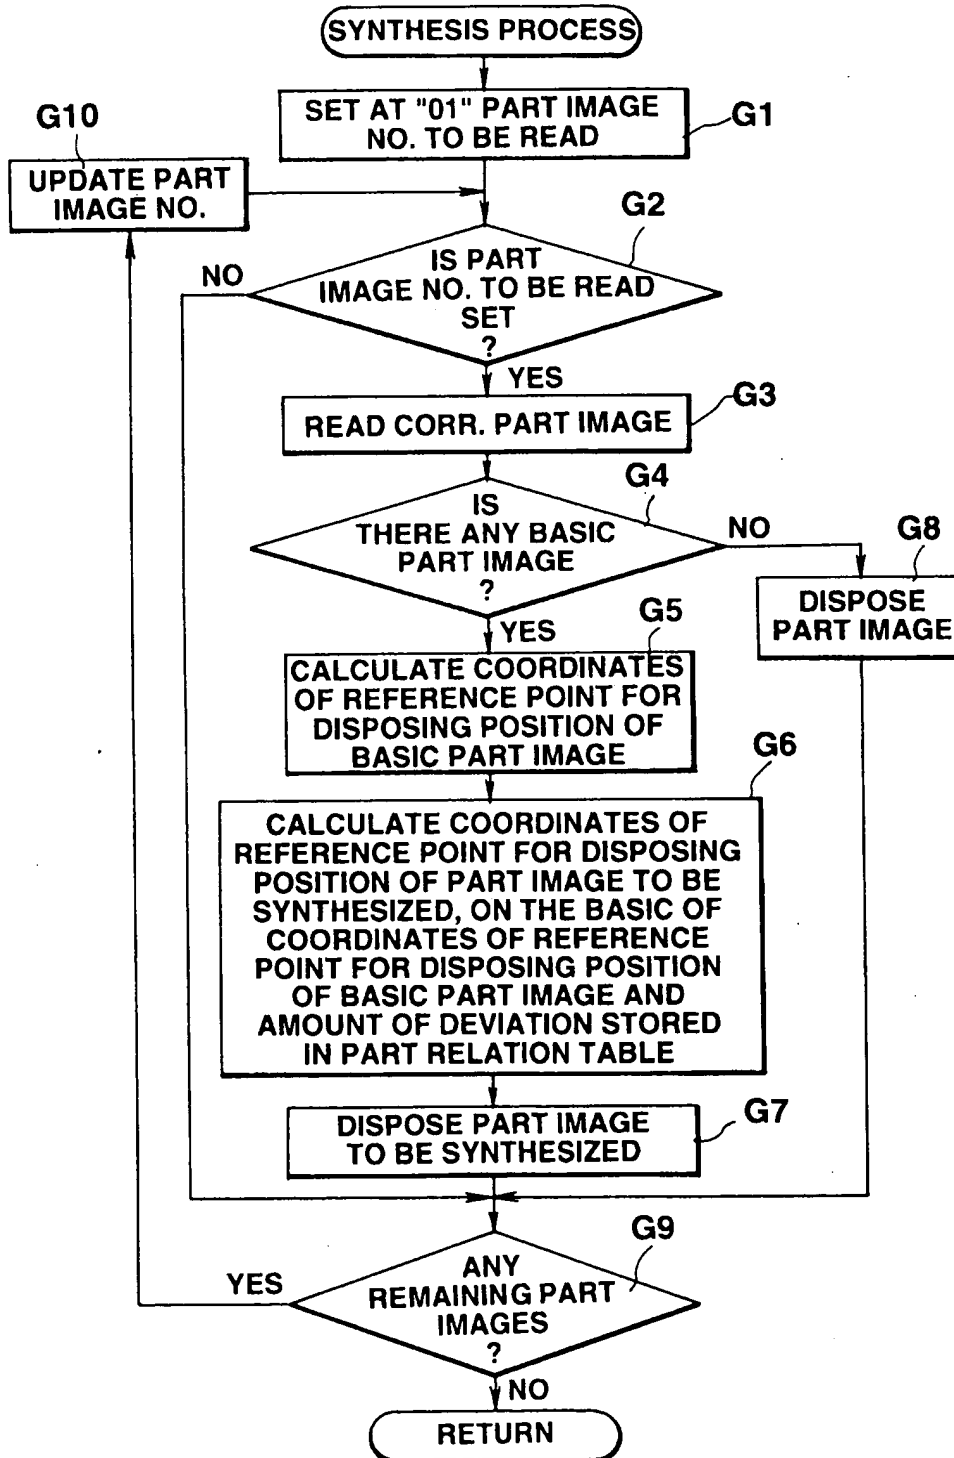 SYNTHESIS PROCESS
SET AT "01" PART IMAGE
NO. TO BE READ
G1
G10
UPDATE PART
IMAGE NO.
G2
IS PART
IMAGE NO. TO BE READ
SET
?
NO
YES
READ CORR. PART IMAGE
G3
G4
IS
THERE ANY BASIC
PART IMAGE
?
NO
G8
DISPOSE
PART IMAGE
YES
G5
CALCULATE COORDINATES
OF REFERENCE POINT FOR
DISPOSING POSITION OF
BASIC PART IMAGE
G6
CALCULATE COORDINATES OF
REFERENCE POINT FOR DISPOSING
POSITION OF PART IMAGE TO BE
SYNTHESIZED, ON THE BASIC OF
COORDINATES OF REFERENCE
POINT FOR DISPOSING POSITION
OF BASIC PART IMAGE AND
AMOUNT OF DEVIATION STORED
IN PART RELATION TABLE
DISPOSE PART IMAGE
TO BE SYNTHESIZED
G7
G9
ANY
REMAINING PART
IMAGES
?
YES
NO
RETURN